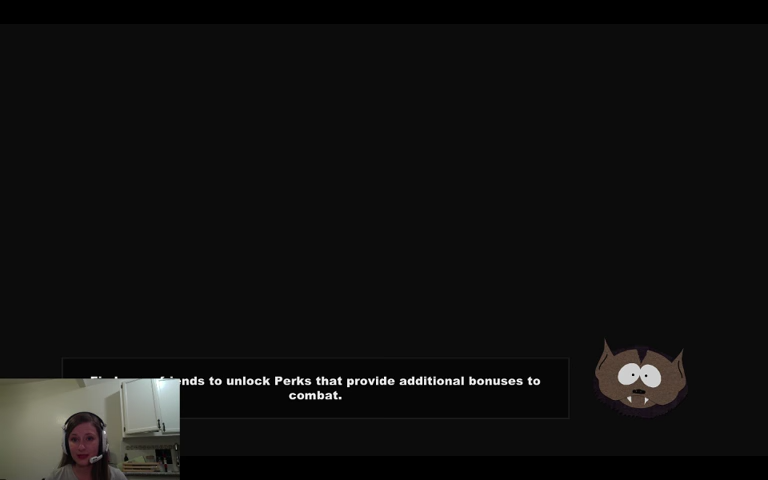 to unlock Perks that provide additional bonuses to
combat.